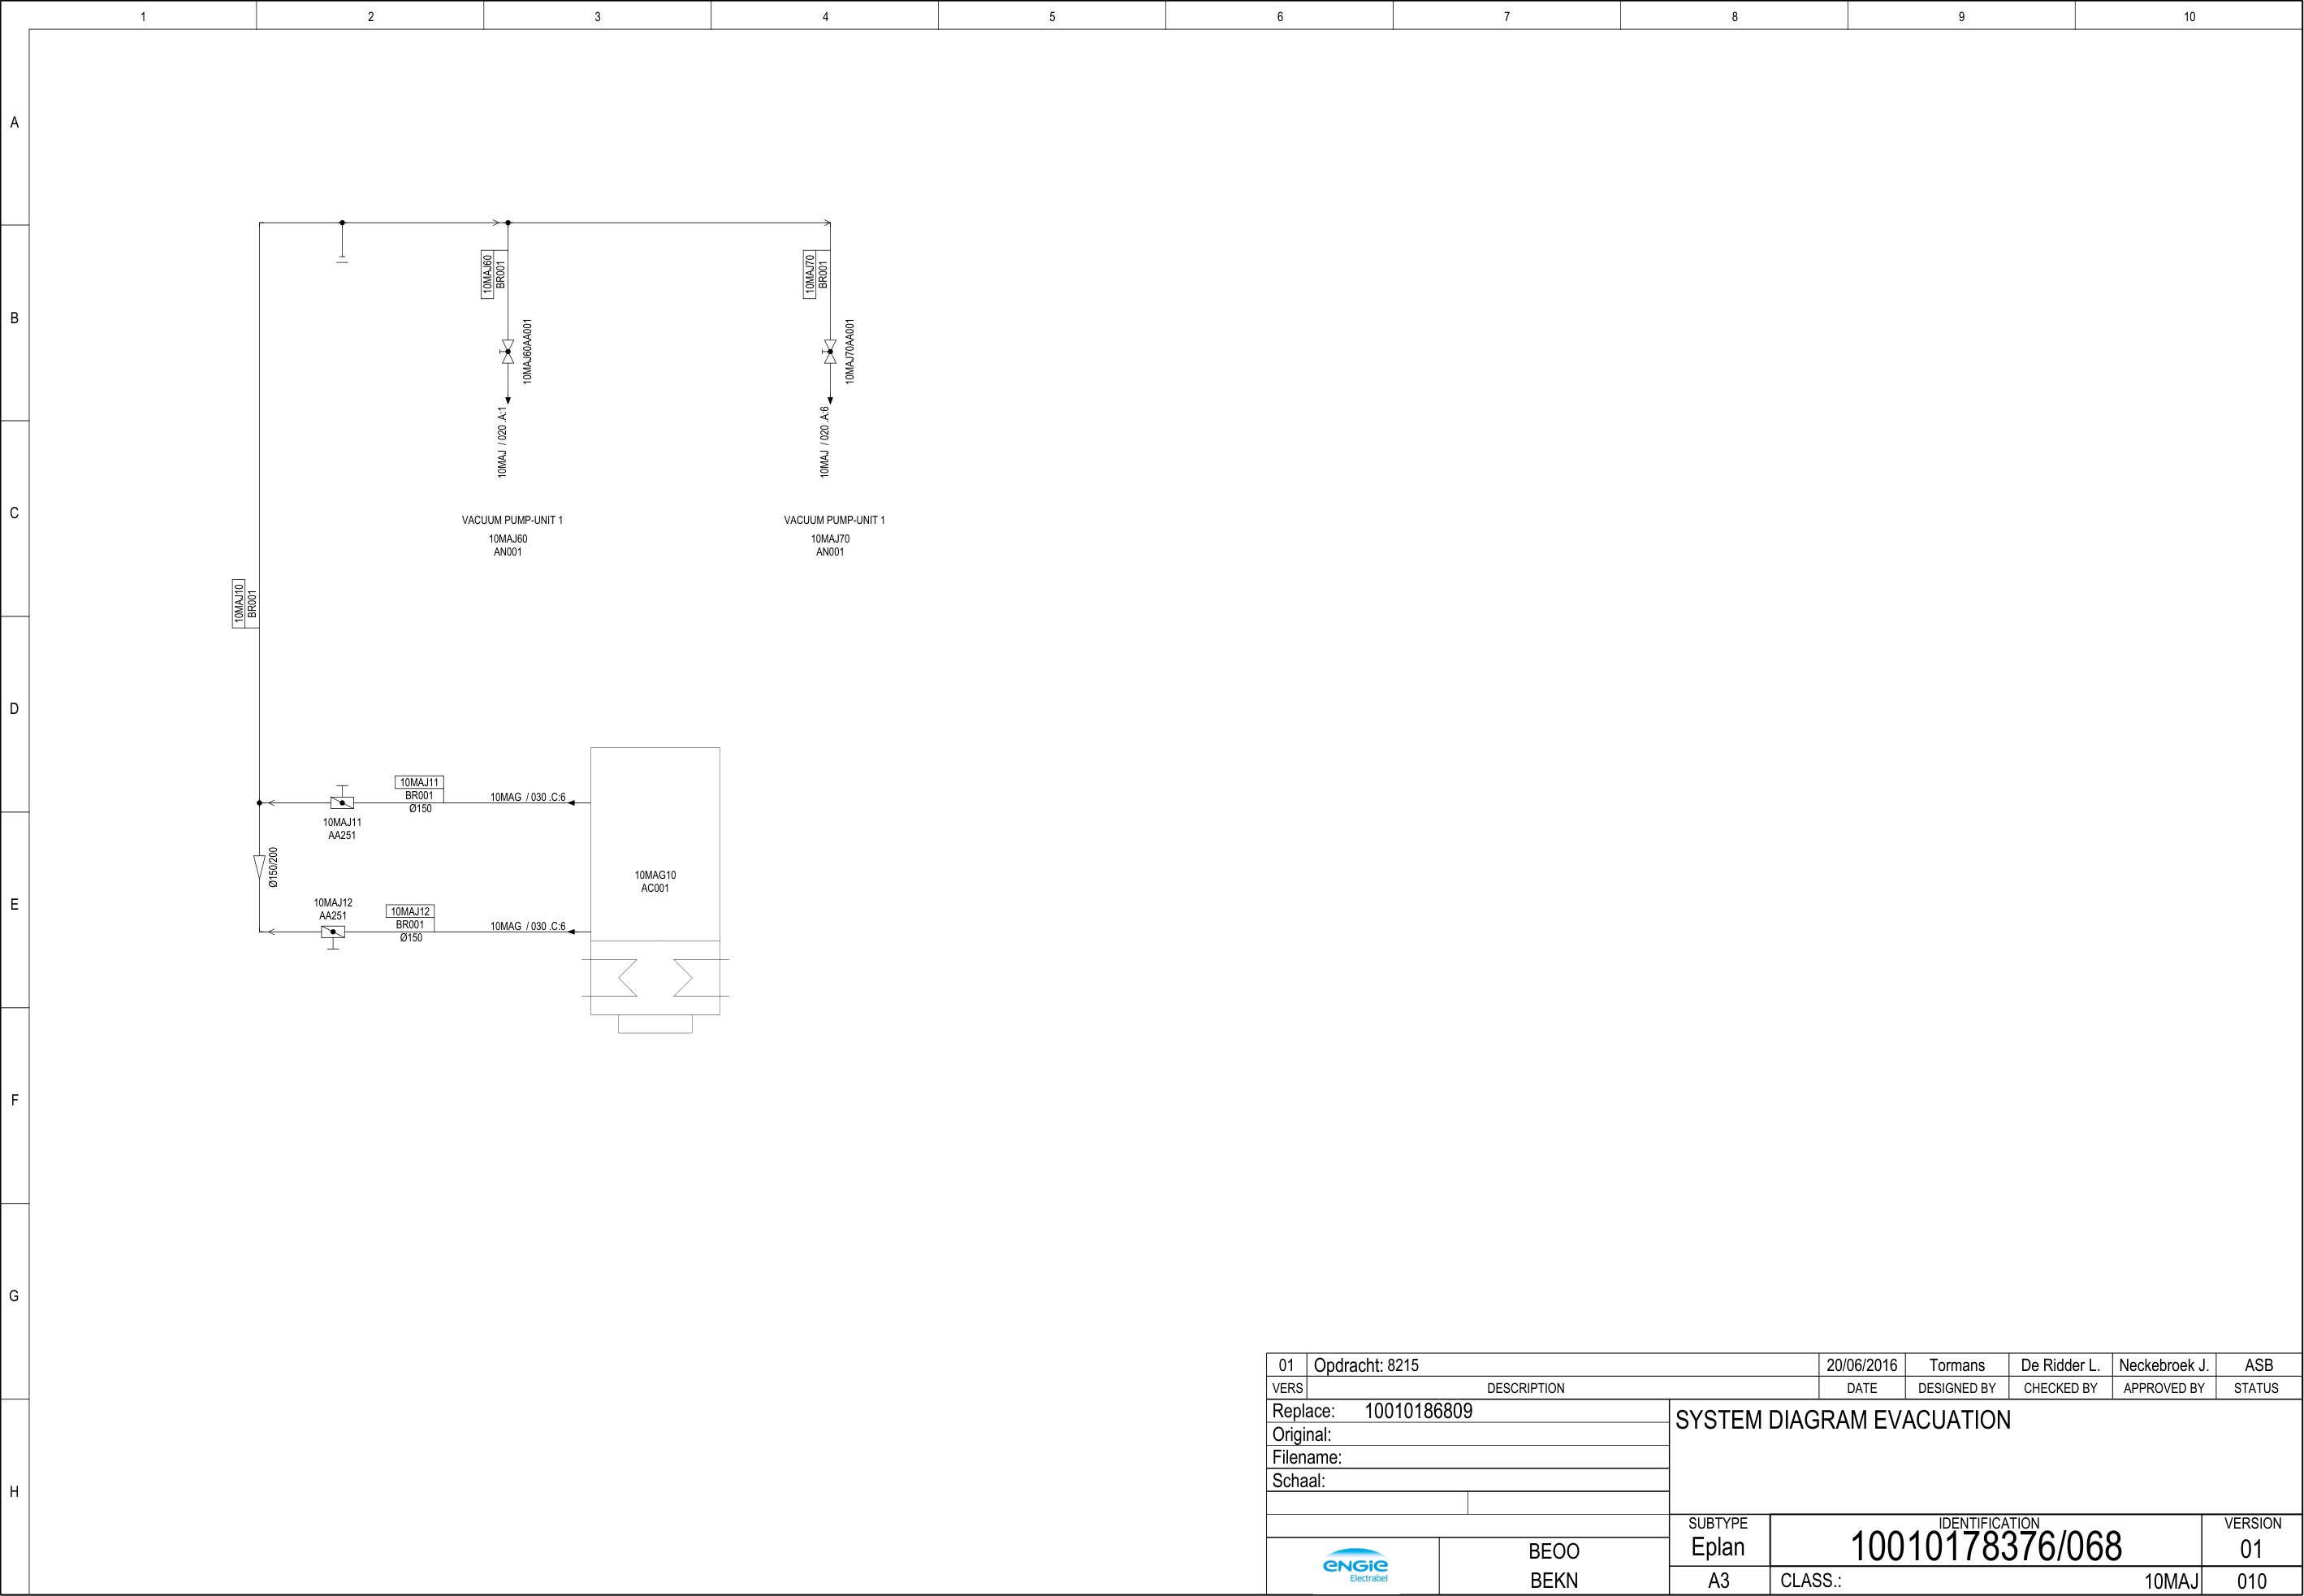 1 2 3 4 5 6 7 8 9 10
A
B
C
D
E
F
G
H
10MAJ60
BR001
10MAJ70
BR001
10MAJ60AA001
10MAJ70AA001
10MAJ / 020 .A:1
10MAJ / 020 .A:6
VACUUM PUMP-UNIT 1
10MAJ60
AN001
VACUUM PUMP-UNIT 1
10MAJ70
AN001
10MAJ10
BR001
10MAJ11
BR001
Ø150
10MAG / 030 .C:6
10MAJ11
AA251
Ø150/200
10MAJ12
AA251
10MAJ12
BR001
Ø150
10MAG / 030 .C:6
10MAG10
AC001
01 Opdracht: 8215 20/06/2016 Tormans De Ridder L. Neckebroek J. ASB
VERS DESCRIPTION DATE DESIGNED BY CHECKED BY APPROVED BY STATUS
Replace: 10010186809
Original:
Filename:
Schaal:
SYSTEM DIAGRAM EVACUATION
ENGIE
Electrabel
BEOO
BEKN
SUBTYPE
Eplan
A3
IDENTIFICATION
10010178376/068
CLASS.: 10MAJ
VERSION
01
010